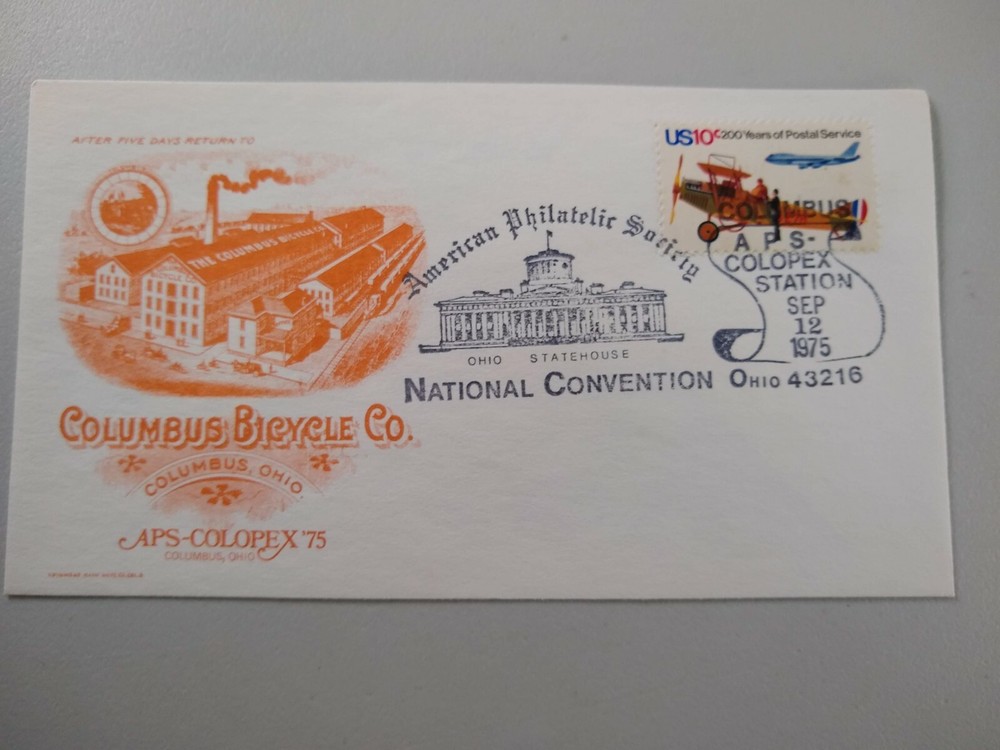 AFTER FIVE DAYS RETURN TO
THE COLUMBUS BICYCLE CO.
COLUMBUS BICYCLE CO.
COLUMBUS, OHIO.
APS-COLOPEX '75
COLUMBUS, OHIO
American Philatelic Society
OHIO STATEHOUSE
NATIONAL CONVENTION
US10c 200 Years of Postal Service
COLUMBUS
A P S-
COLOPEX
STATION
SEP
12
1975
OHIO 43216